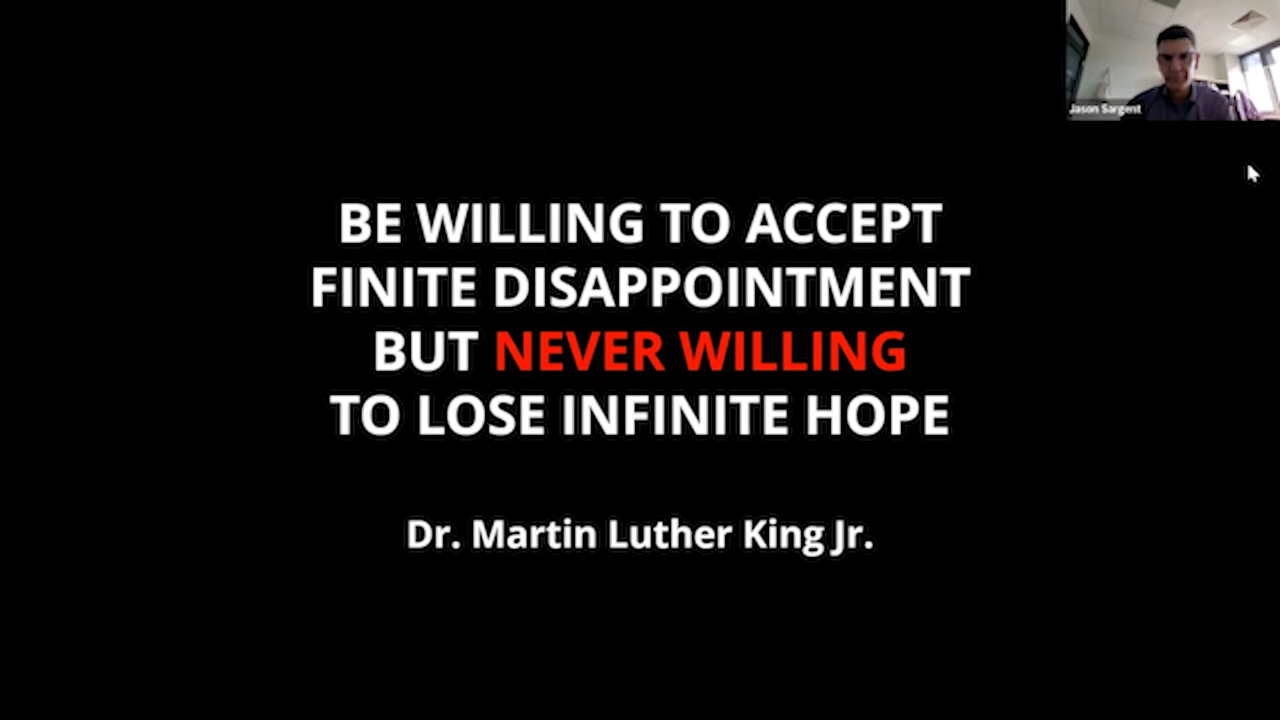 Jason Sargent
BE WILLING TO ACCEPT
FINITE DISAPPOINTMENT
BUT NEVER WILLING
TO LOSE INFINITE HOPE
Dr. Martin Luther King Jr.